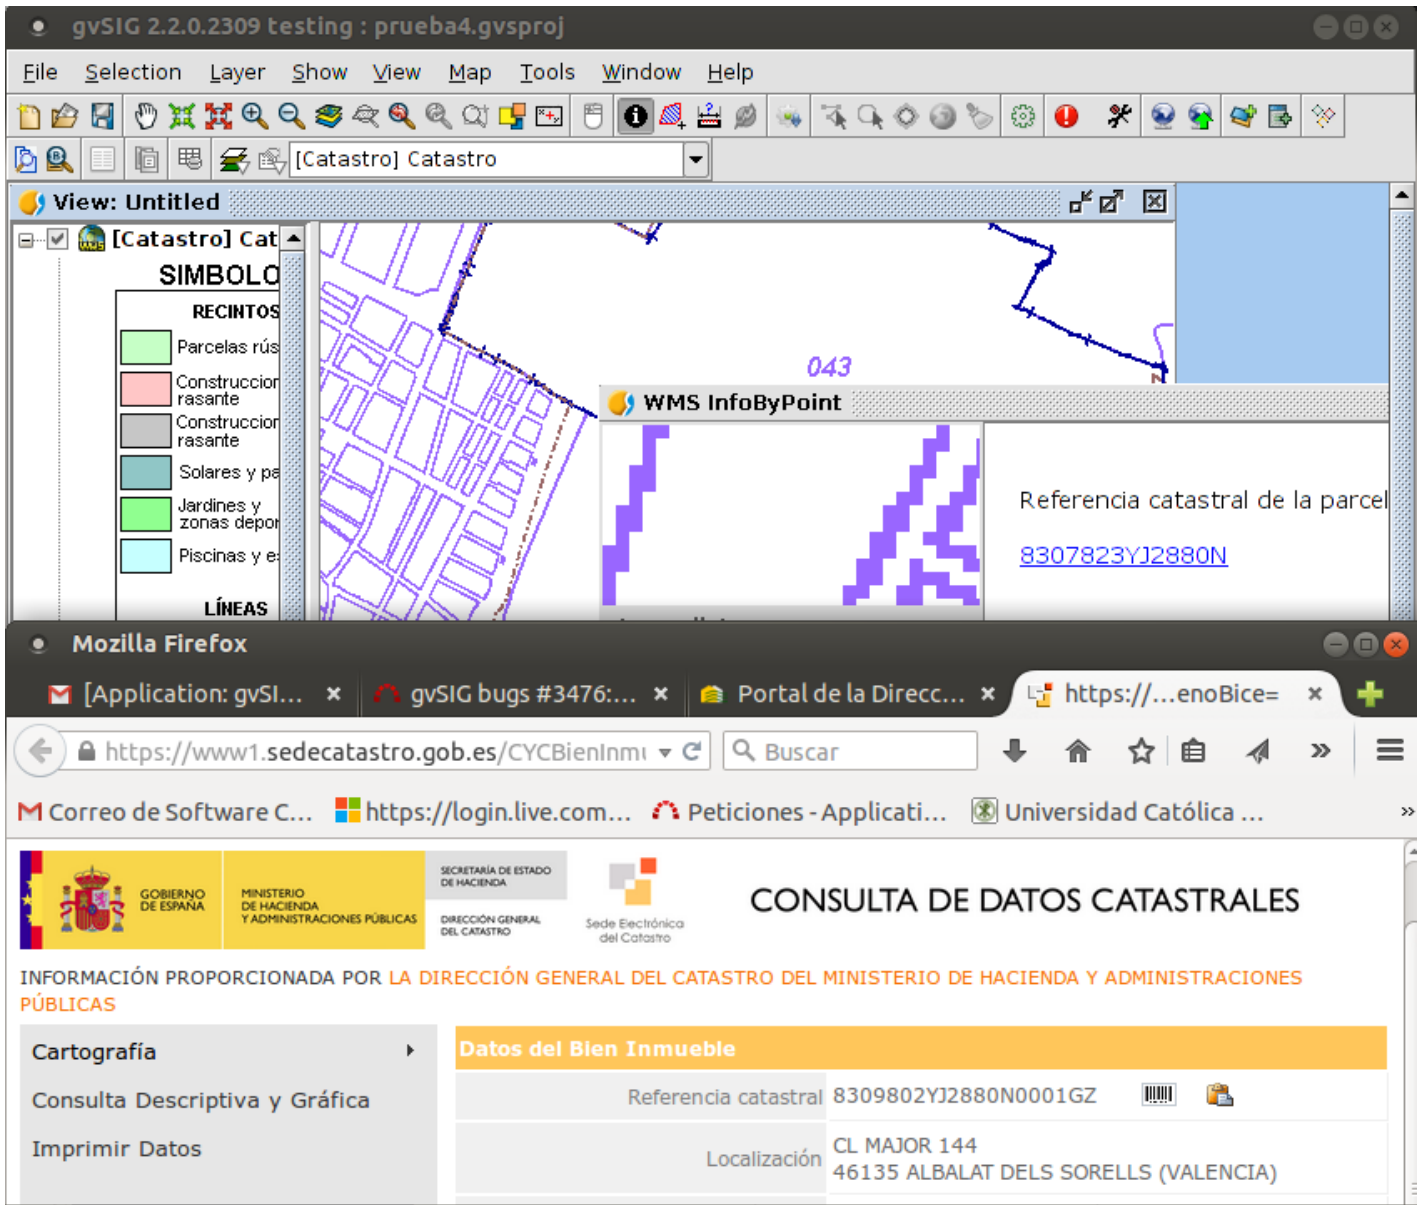 gvSIG 2.2.0.2309 testing : prueba4.gvsproj
File Selection Layer Show View Map Tools Window Help
[Catastro] Catastro
View: Untitled
[Catastro] Cat
SIMBOLO
RECINTOS
Parcelas rús
Construccior
rasante
Construccior
rasante
Solares y pa
Jardines y
zonas depor
Piscinas y e
LÍNEAS
043
WMS InfoByPoint
Referencia catastral de la parcel
8307823YJ2880N
Mozilla Firefox
[Application: gvSI... gvSIG bugs #3476:... Portal de la Direcc... https://...enoBice=
https://www1.sedecatastro.gob.es/CYCBienInmu Buscar
Correo de Software C... https://login.live.com... Peticiones - Applicati... Universidad Católica ... »
GOBIERNO
DE ESPAÑA
MINISTERIO
DE HACIENDA
Y ADMINISTRACIONES PÚBLICAS
SECRETARÍA DE ESTADO
DE HACIENDA
DIRECCIÓN GENERAL
DEL CATASTRO
Sede Electrónica
del Catastro
CONSULTA DE DATOS CATASTRALES
INFORMACIÓN PROPORCIONADA POR LA DIRECCIÓN GENERAL DEL CATASTRO DEL MINISTERIO DE HACIENDA Y ADMINISTRACIONES
PÚBLICAS
Cartografía
Consulta Descriptiva y Gráfica
Imprimir Datos
Datos del Bien Inmueble
Referencia catastral 8309802YJ2880N0001GZ
Localización CL MAJOR 144
46135 ALBALAT DELS SORELLS (VALENCIA)